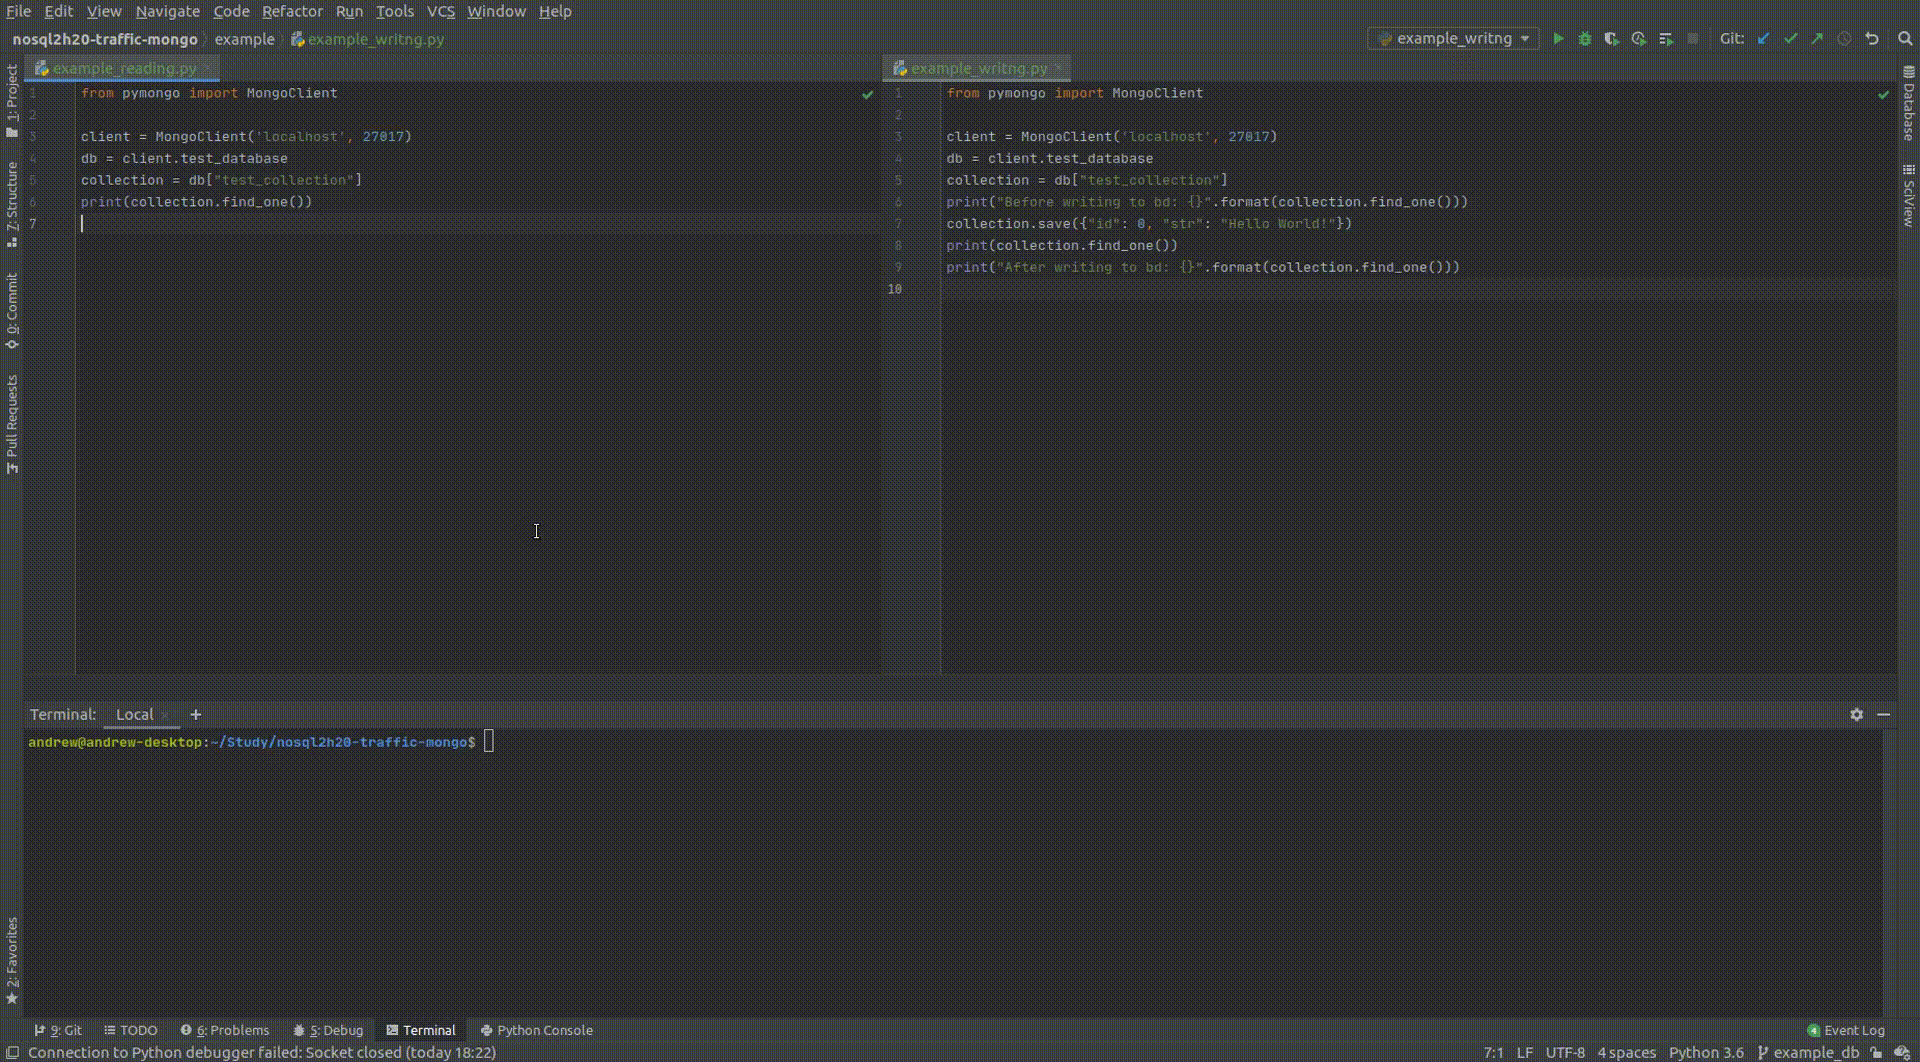 File Edit View Navigate Code Refactor Run Tools VCS Window Help
nosql2h20-traffic-mongo example example_writng.py
example_writng Git:
1: Project
7: Structure
0: Commit
Pull Requests
2: Favorites
example_reading.py
1 from pymongo import MongoClient
2
3 client = MongoClient('localhost', 27017)
4 db = client.test_database
5 collection = db["test_collection"]
6 print(collection.find_one())
7
example_writng.py
1 from pymongo import MongoClient
2
3 client = MongoClient('localhost', 27017)
4 db = client.test_database
5 collection = db["test_collection"]
6 print("Before writing to bd: {}".format(collection.find_one()))
7 collection.save({"id": 0, "str": "Hello World!"})
8 print(collection.find_one())
9 print("After writing to bd: {}".format(collection.find_one()))
10
Database
SciView
Terminal: Local × +
andrew@andrew-desktop:~/Study/nosql2h20-traffic-mongo$
9: Git TODO 6: Problems 5: Debug Terminal Python Console 4 Event Log
Connection to Python debugger failed: Socket closed (today 18:22) 7:1 LF UTF-8 4 spaces Python 3.6 example_db